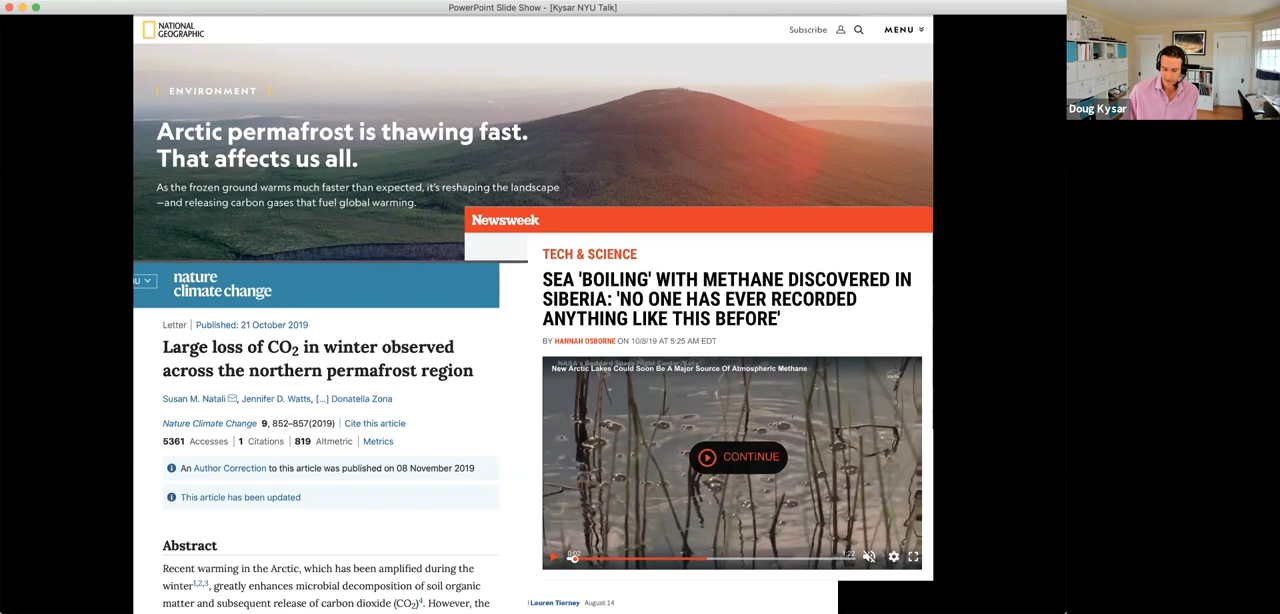 PowerPoint Slide Show - [Kysar NYU Talk]
NATIONAL
GEOGRAPHIC
Subscribe
MENU
ENVIRONMENT
Arctic permafrost is thawing fast.
That affects us all.
As the frozen ground warms much faster than expected, it's reshaping the landscape
—and releasing carbon gases that fuel global warming.
nature
climate change
Letter | Published: 21 October 2019
Large loss of CO2 in winter observed
across the northern permafrost region
Susan M. Natali, Jennifer D. Watts, [...] Donatella Zona
Nature Climate Change 9, 852–857(2019) | Cite this article
5361 Accesses | 1 Citations | 819 Altmetric | Metrics
An Author Correction to this article was published on 08 November 2019
This article has been updated
Abstract
Recent warming in the Arctic, which has been amplified during the
winter1,2,3, greatly enhances microbial decomposition of soil organic
matter and subsequent release of carbon dioxide (CO2)4. However, the
Newsweek
TECH & SCIENCE
SEA 'BOILING' WITH METHANE DISCOVERED IN
SIBERIA: 'NO ONE HAS EVER RECORDED
ANYTHING LIKE THIS BEFORE'
BY HANNAH OSBORNE ON 10/8/19 AT 5:25 AM EDT
New Arctic Lakes Could Soon Be A Major Source Of Atmospheric Methane
CONTINUE
0:02
1:22
Lauren Tierney August 14
Doug Kysar